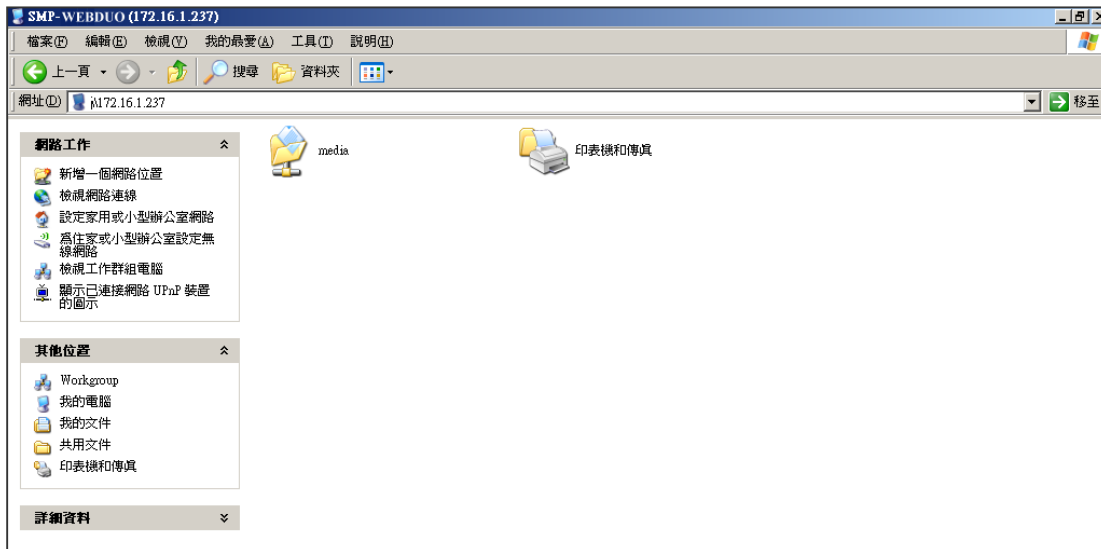 SMP-WEBDUO (172.16.1.237)
檔案(F) 編輯(E) 檢視(V) 我的最愛(A) 工具(T) 說明(H)
上一頁 搜尋 資料夾
網址(D) \\172.16.1.237 移至
網路工作
新增一個網路位置
檢視網路連線
設定家用或小型辦公室網路
為住家或小型辦公室設定無
線網路
檢視工作群組電腦
顯示已連接網路 UPnP 裝置
的圖示
其他位置
Workgroup
我的電腦
我的文件
共用文件
印表機和傳真
詳細資料
media
印表機和傳真